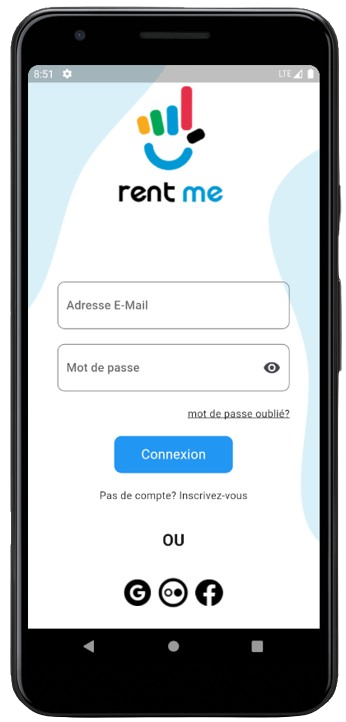 8:51
LTE
rent me
Adresse E-Mail
Mot de passe
mot de passe oublié?
Connexion
Pas de compte? Inscrivez-vous
OU